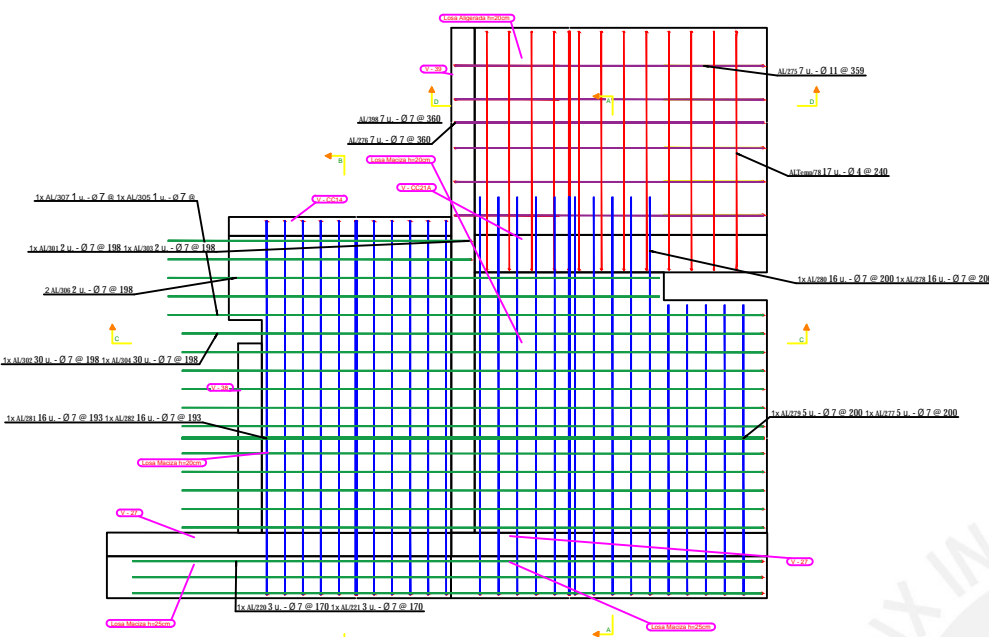 Losa Aligerada h=20cm
V - 39
AL/275 7 u. - Ø 11 @ 359
D
A
D
AL/398 7 u. - Ø 7 @ 360
AL/276 7 u. - Ø 7 @ 360
B
Losa Maciza h=20cm
ALTemp/78 17 u. - Ø 4 @ 240
V - CC21A
1x AL/307 1 u. - Ø 7 @ 1x AL/305 1 u. - Ø 7 @
V - CC14
1x AL/301 2 u. - Ø 7 @ 198 1x AL/303 2 u. - Ø 7 @ 198
1x AL/280 16 u. - Ø 7 @ 200 1x AL/278 16 u. - Ø 7 @ 200
2 AL/306 2 u. - Ø 7 @ 198
C
C
1x AL/302 30 u. - Ø 7 @ 198 1x AL/304 30 u. - Ø 7 @ 198
1x AL/281 16 u. - Ø 7 @ 193 1x AL/282 16 u. - Ø 7 @ 193
1x AL/279 5 u. - Ø 7 @ 200 1x AL/277 5 u. - Ø 7 @ 200
Losa Maciza h=20cm
V - 27
V - 27
1x AL/220 3 u. - Ø 7 @ 170 1x AL/221 3 u. - Ø 7 @ 170
Losa Maciza h=25cm
Losa Maciza h=25cm
A